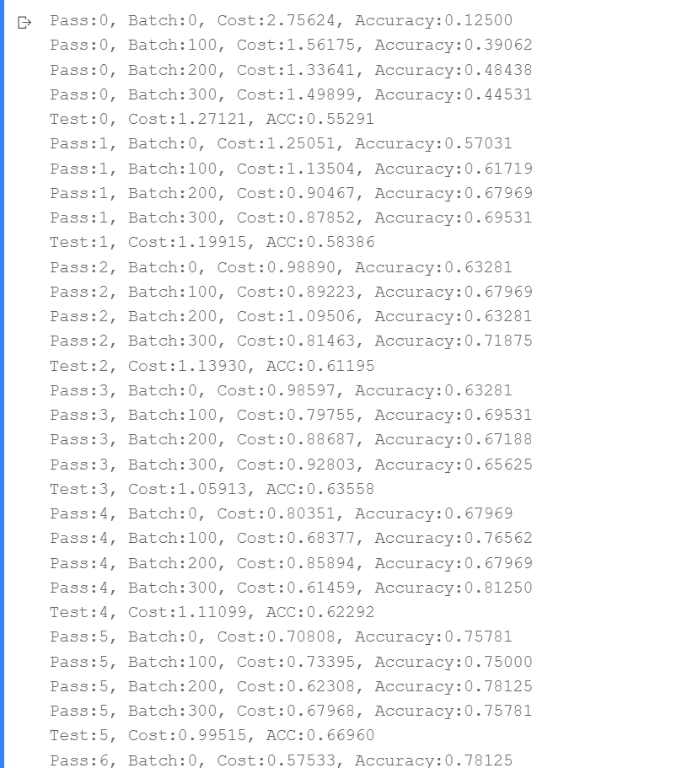 Pass:0, Batch:0, Cost:2.75624, Accuracy:0.12500
Pass:0, Batch:100, Cost:1.56175, Accuracy:0.39062
Pass:0, Batch:200, Cost:1.33641, Accuracy:0.48438
Pass:0, Batch:300, Cost:1.49899, Accuracy:0.44531
Test:0, Cost:1.27121, ACC:0.55291
Pass:1, Batch:0, Cost:1.25051, Accuracy:0.57031
Pass:1, Batch:100, Cost:1.13504, Accuracy:0.61719
Pass:1, Batch:200, Cost:0.90467, Accuracy:0.67969
Pass:1, Batch:300, Cost:0.87852, Accuracy:0.69531
Test:1, Cost:1.19915, ACC:0.58386
Pass:2, Batch:0, Cost:0.98890, Accuracy:0.63281
Pass:2, Batch:100, Cost:0.89223, Accuracy:0.67969
Pass:2, Batch:200, Cost:1.09506, Accuracy:0.63281
Pass:2, Batch:300, Cost:0.81463, Accuracy:0.71875
Test:2, Cost:1.13930, ACC:0.61195
Pass:3, Batch:0, Cost:0.98597, Accuracy:0.63281
Pass:3, Batch:100, Cost:0.79755, Accuracy:0.69531
Pass:3, Batch:200, Cost:0.88687, Accuracy:0.67188
Pass:3, Batch:300, Cost:0.92803, Accuracy:0.65625
Test:3, Cost:1.05913, ACC:0.63558
Pass:4, Batch:0, Cost:0.80351, Accuracy:0.67969
Pass:4, Batch:100, Cost:0.68377, Accuracy:0.76562
Pass:4, Batch:200, Cost:0.85894, Accuracy:0.67969
Pass:4, Batch:300, Cost:0.61459, Accuracy:0.81250
Test:4, Cost:1.11099, ACC:0.62292
Pass:5, Batch:0, Cost:0.70808, Accuracy:0.75781
Pass:5, Batch:100, Cost:0.73395, Accuracy:0.75000
Pass:5, Batch:200, Cost:0.62308, Accuracy:0.78125
Pass:5, Batch:300, Cost:0.67968, Accuracy:0.75781
Test:5, Cost:0.99515, ACC:0.66960
Pass:6, Batch:0, Cost:0.57533, Accuracy:0.78125